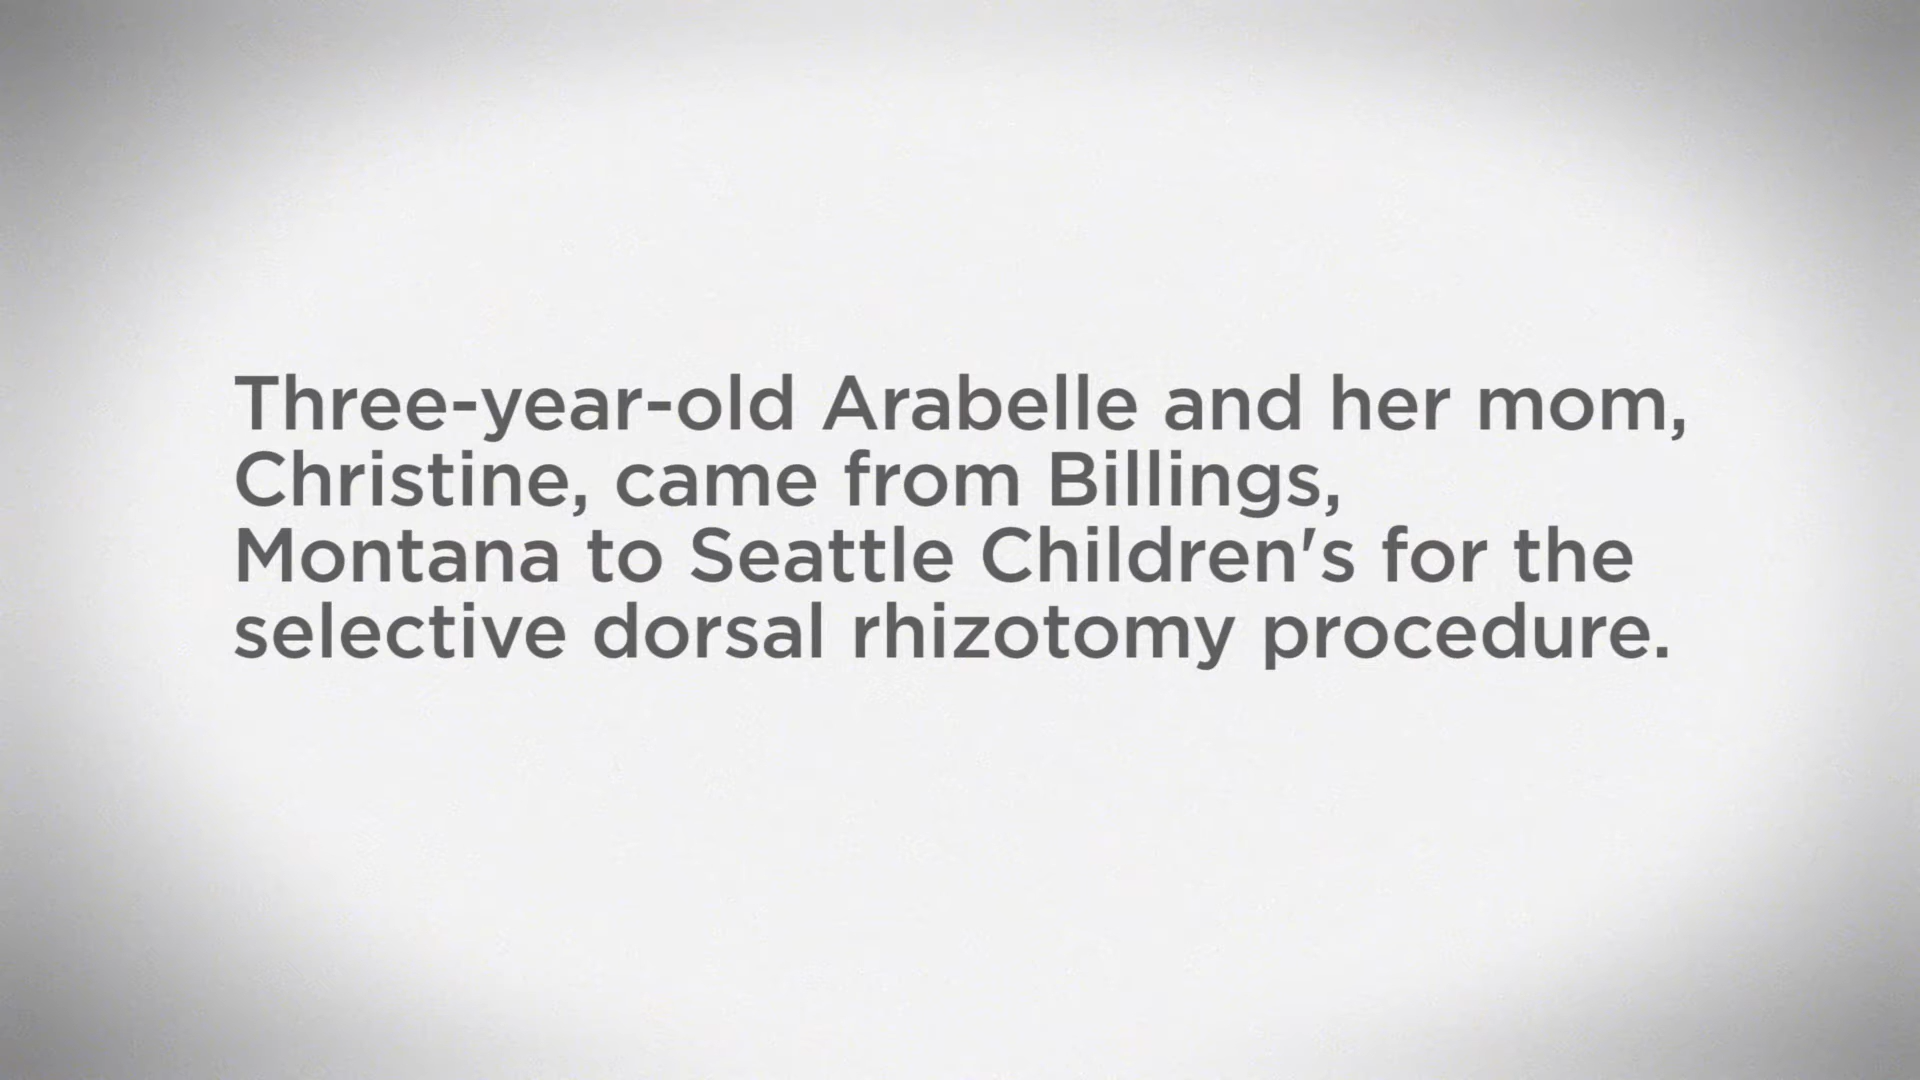 Three-year-old Arabelle and her mom,
Christine, came from Billings,
Montana to Seattle Children's for the
selective dorsal rhizotomy procedure.